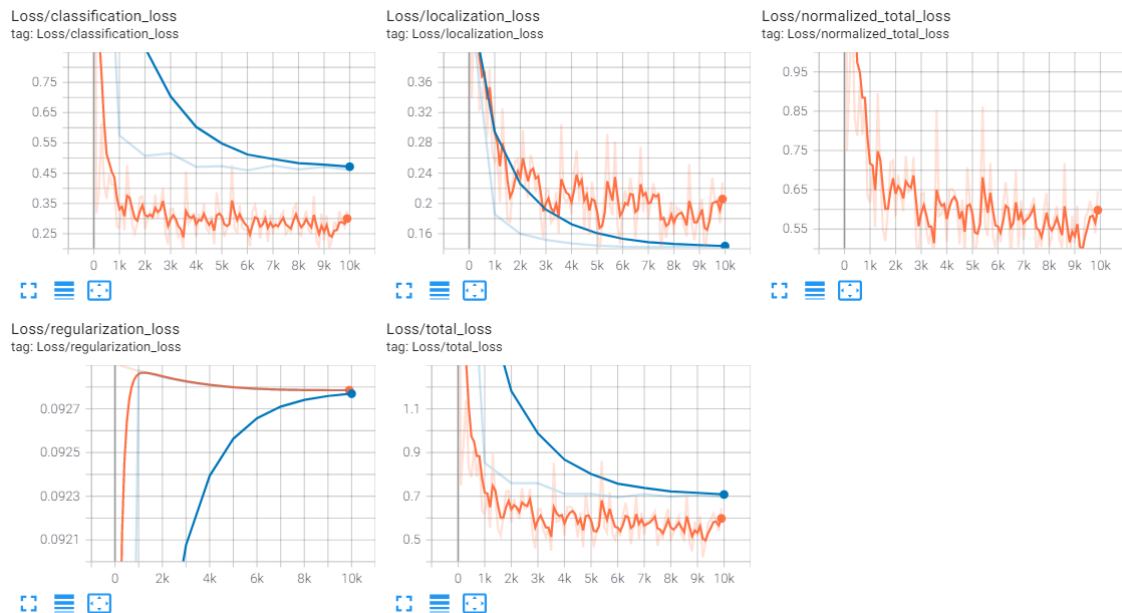 Loss/classification_loss
tag: Loss/classification_loss
0.75
0.65
0.55
0.45
0.35
0.25
0 1k 2k 3k 4k 5k 6k 7k 8k 9k 10k
Loss/localization_loss
tag: Loss/localization_loss
0.36
0.32
0.28
0.24
0.2
0.16
0 1k 2k 3k 4k 5k 6k 7k 8k 9k 10k
Loss/normalized_total_loss
tag: Loss/normalized_total_loss
0.95
0.85
0.75
0.65
0.55
0 1k 2k 3k 4k 5k 6k 7k 8k 9k 10k
Loss/regularization_loss
tag: Loss/regularization_loss
0.0927
0.0925
0.0923
0.0921
0 2k 4k 6k 8k 10k
Loss/total_loss
tag: Loss/total_loss
1.1
0.9
0.7
0.5
0 1k 2k 3k 4k 5k 6k 7k 8k 9k 10k